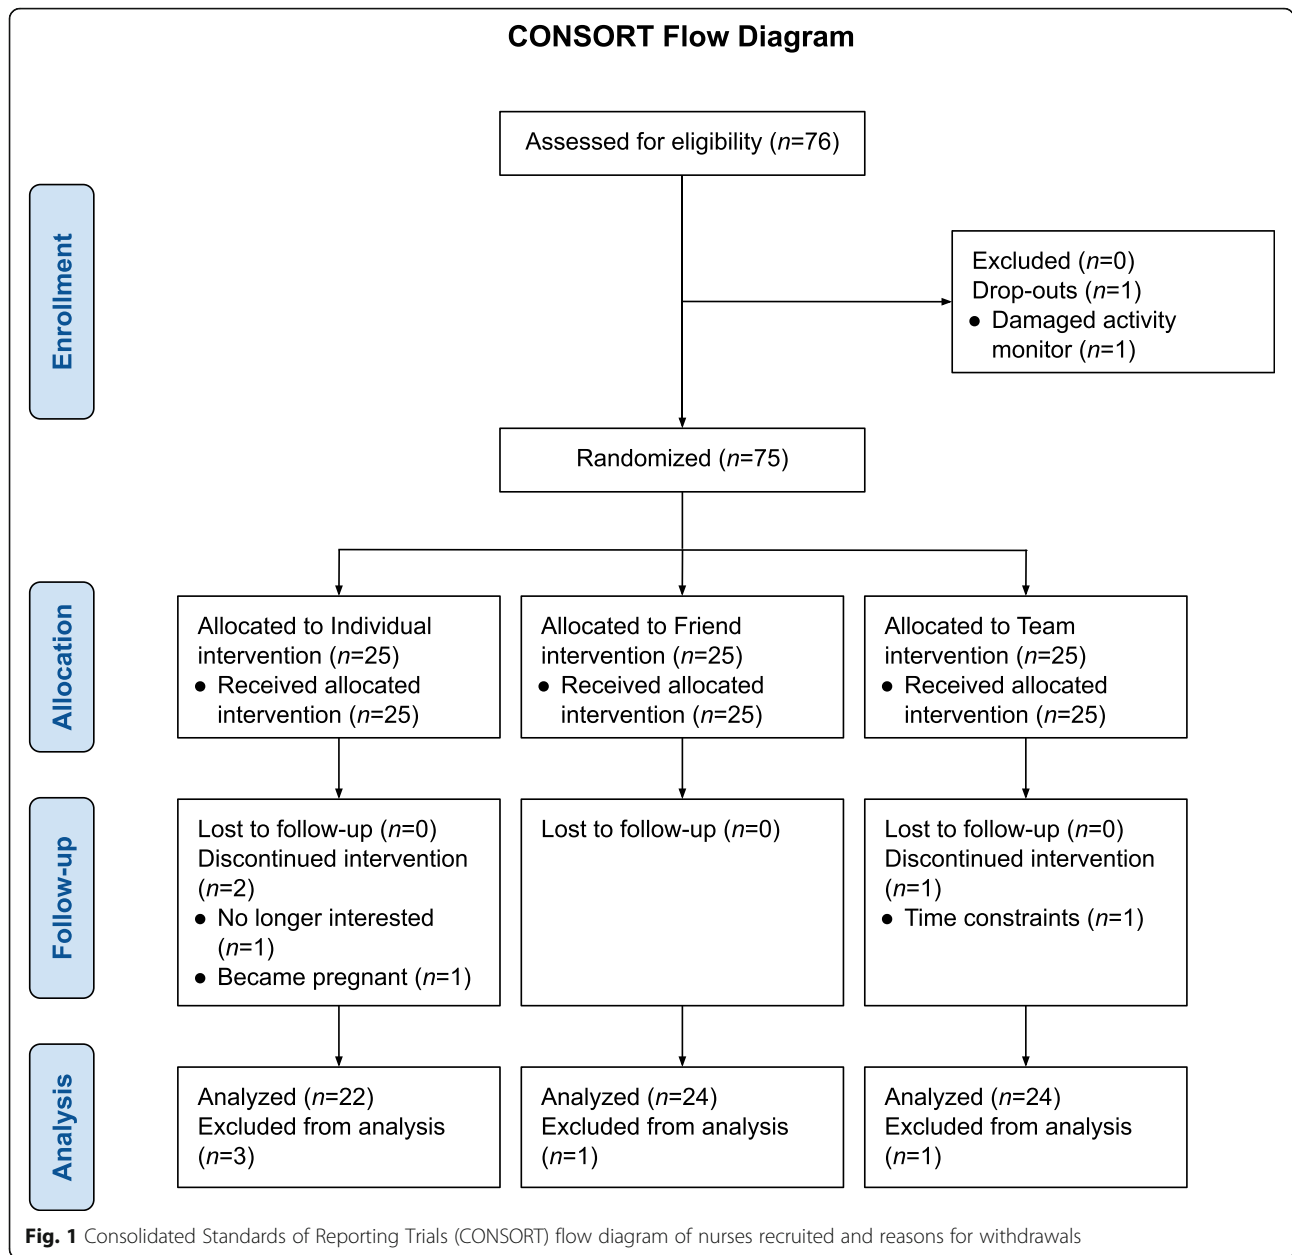 CONSORT Flow Diagram
Assessed for eligibility (n=76)
Enrollment
Excluded (n=0)
Drop-outs (n=1)
● Damaged activity
monitor (n=1)
Randomized (n=75)
Allocation
Allocated to Individual
intervention (n=25)
● Received allocated
intervention (n=25)
Allocated to Friend
intervention (n=25)
● Received allocated
intervention (n=25)
Allocated to Team
intervention (n=25)
● Received allocated
intervention (n=25)
Follow-up
Lost to follow-up (n=0)
Discontinued intervention
(n=2)
● No longer interested
(n=1)
● Became pregnant (n=1)
Lost to follow-up (n=0)
Lost to follow-up (n=0)
Discontinued intervention
(n=1)
● Time constraints (n=1)
Analysis
Analyzed (n=22)
Excluded from analysis
(n=3)
Analyzed (n=24)
Excluded from analysis
(n=1)
Analyzed (n=24)
Excluded from analysis
(n=1)
Fig. 1 Consolidated Standards of Reporting Trials (CONSORT) flow diagram of nurses recruited and reasons for withdrawals